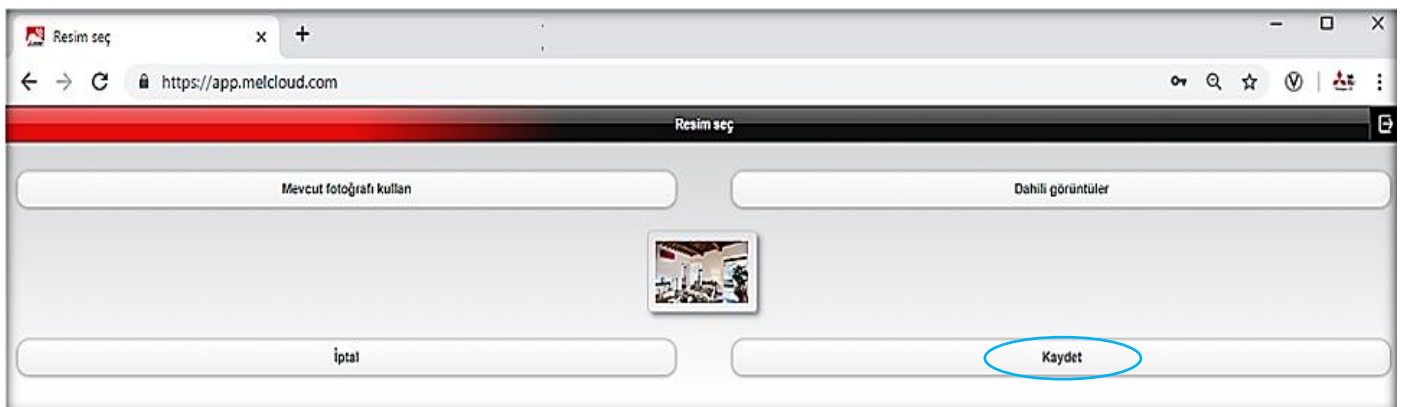 Resim seç
https://app.melcloud.com
Resim seç
Mevcut fotoğrafı kullan
Dahili görüntüler
İptal
Kaydet